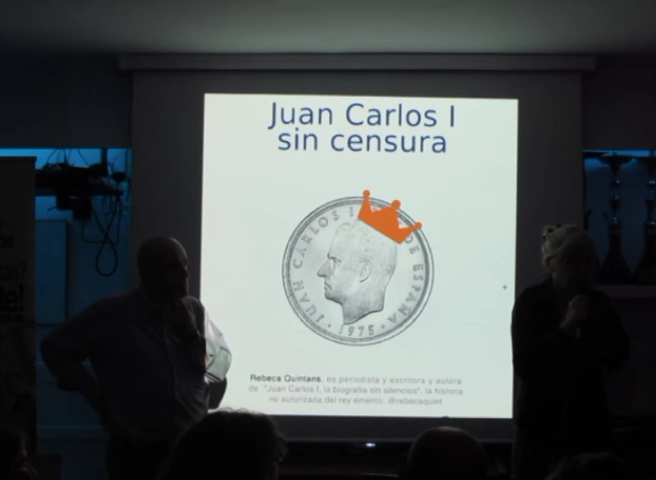 Juan Carlos I
sin censura
JUAN CARLOS I DE ESPAÑA
1975
Rebeca Quintans, es periodista y escritora y autora
de "Juan Carlos I, la biografía sin silencios", la historia
no autorizada del rey emérito. @rebecaquint